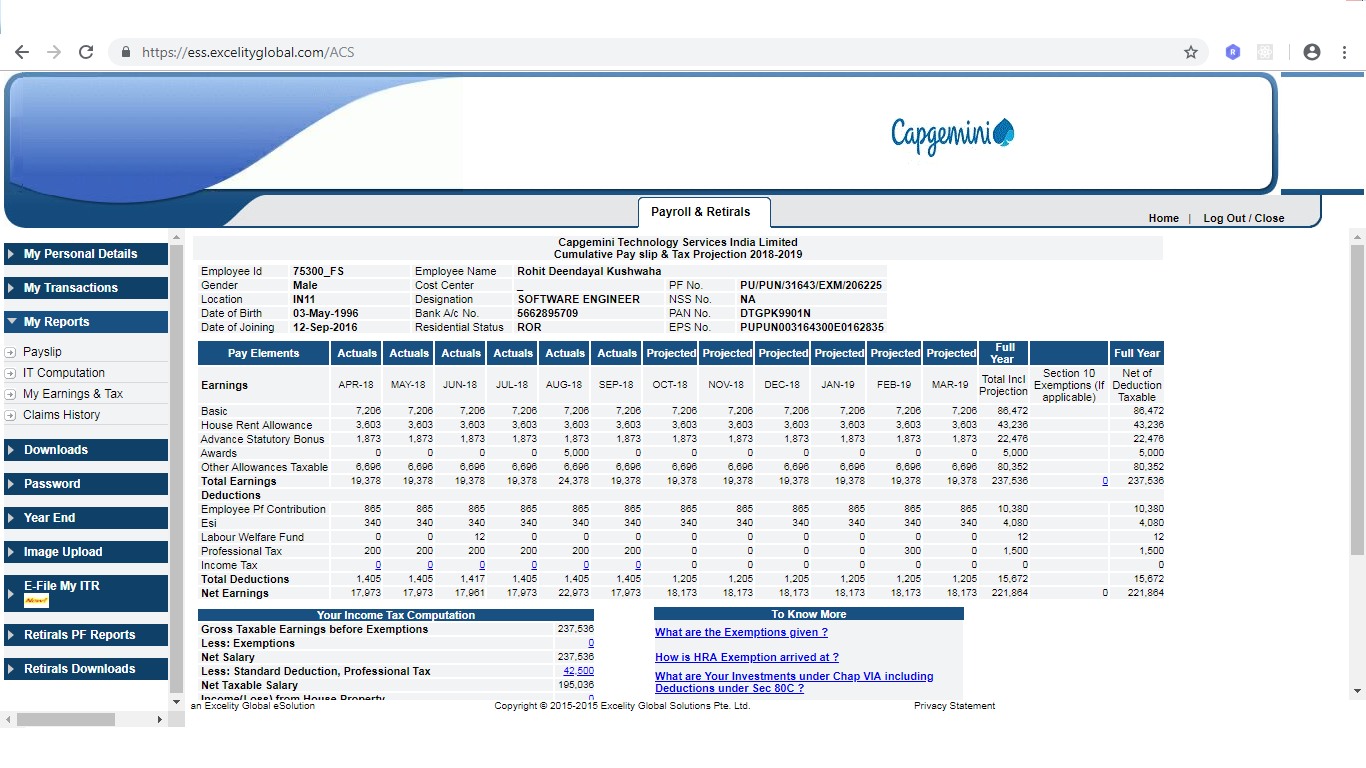 https://ess.excelityglobal.com/ACS
Capgemini
Payroll & Retirals
Home | Log Out / Close
My Personal Details
My Transactions
My Reports
Payslip
IT Computation
My Earnings & Tax
Claims History
Downloads
Password
Year End
Image Upload
E-File My ITR
New!
Retirals PF Reports
Retirals Downloads
Capgemini Technology Services India Limited
Cumulative Pay slip & Tax Projection 2018-2019
Employee Id 75300_FS Employee Name Rohit Deendayal Kushwaha
Gender Male Cost Center _ PF No. PU/PUN/31643/EXM/206225
Location IN11 Designation SOFTWARE ENGINEER NSS No. NA
Date of Birth 03-May-1996 Bank A/c No. 5662895709 PAN No. DTGPK9901N
Date of Joining 12-Sep-2016 Residential Status ROR EPS No. PUPUN003164300E0162835
Pay Elements Actuals Actuals Actuals Actuals Actuals Actuals Projected Projected Projected Projected Projected Projected Full Year Full Year
Earnings APR-18 MAY-18 JUN-18 JUL-18 AUG-18 SEP-18 OCT-18 NOV-18 DEC-18 JAN-19 FEB-19 MAR-19 Total Incl Projection Section 10 Exemptions (If applicable) Net of Deduction Taxable
Basic 7,206 7,206 7,206 7,206 7,206 7,206 7,206 7,206 7,206 7,206 7,206 7,206 86,472 86,472
House Rent Allowance 3,603 3,603 3,603 3,603 3,603 3,603 3,603 3,603 3,603 3,603 3,603 3,603 43,236 43,236
Advance Statutory Bonus 1,873 1,873 1,873 1,873 1,873 1,873 1,873 1,873 1,873 1,873 1,873 1,873 22,476 22,476
Awards 0 0 0 0 5,000 0 0 0 0 0 0 0 5,000 5,000
Other Allowances Taxable 6,696 6,696 6,696 6,696 6,696 6,696 6,696 6,696 6,696 6,696 6,696 6,696 80,352 80,352
Total Earnings 19,378 19,378 19,378 19,378 24,378 19,378 19,378 19,378 19,378 19,378 19,378 19,378 237,536 0 237,536
Deductions
Employee Pf Contribution 865 865 865 865 865 865 865 865 865 865 865 865 10,380 10,380
Esi 340 340 340 340 340 340 340 340 340 340 340 340 4,080 4,080
Labour Welfare Fund 0 0 12 0 0 0 0 0 0 0 0 0 12 12
Professional Tax 200 200 200 200 200 200 0 0 0 0 300 0 1,500 1,500
Income Tax 0 0 0 0 0 0 0 0 0 0 0 0 0 0
Total Deductions 1,405 1,405 1,417 1,405 1,405 1,405 1,205 1,205 1,205 1,205 1,205 1,205 15,672 15,672
Net Earnings 17,973 17,973 17,961 17,973 22,973 17,973 18,173 18,173 18,173 18,173 18,173 18,173 221,864 0 221,864
Your Income Tax Computation
Gross Taxable Earnings before Exemptions 237,536
Less: Exemptions 0
Net Salary 237,536
Less: Standard Deduction, Professional Tax 42,500
Net Taxable Salary 195,036
Income(Loss) from House Property 0
To Know More
What are the Exemptions given ?
How is HRA Exemption arrived at ?
What are Your Investments under Chap VIA including
Deductions under Sec 80C ?
an Excelity Global eSolution Copyright © 2015-2015 Excelity Global Solutions Pte. Ltd. Privacy Statement